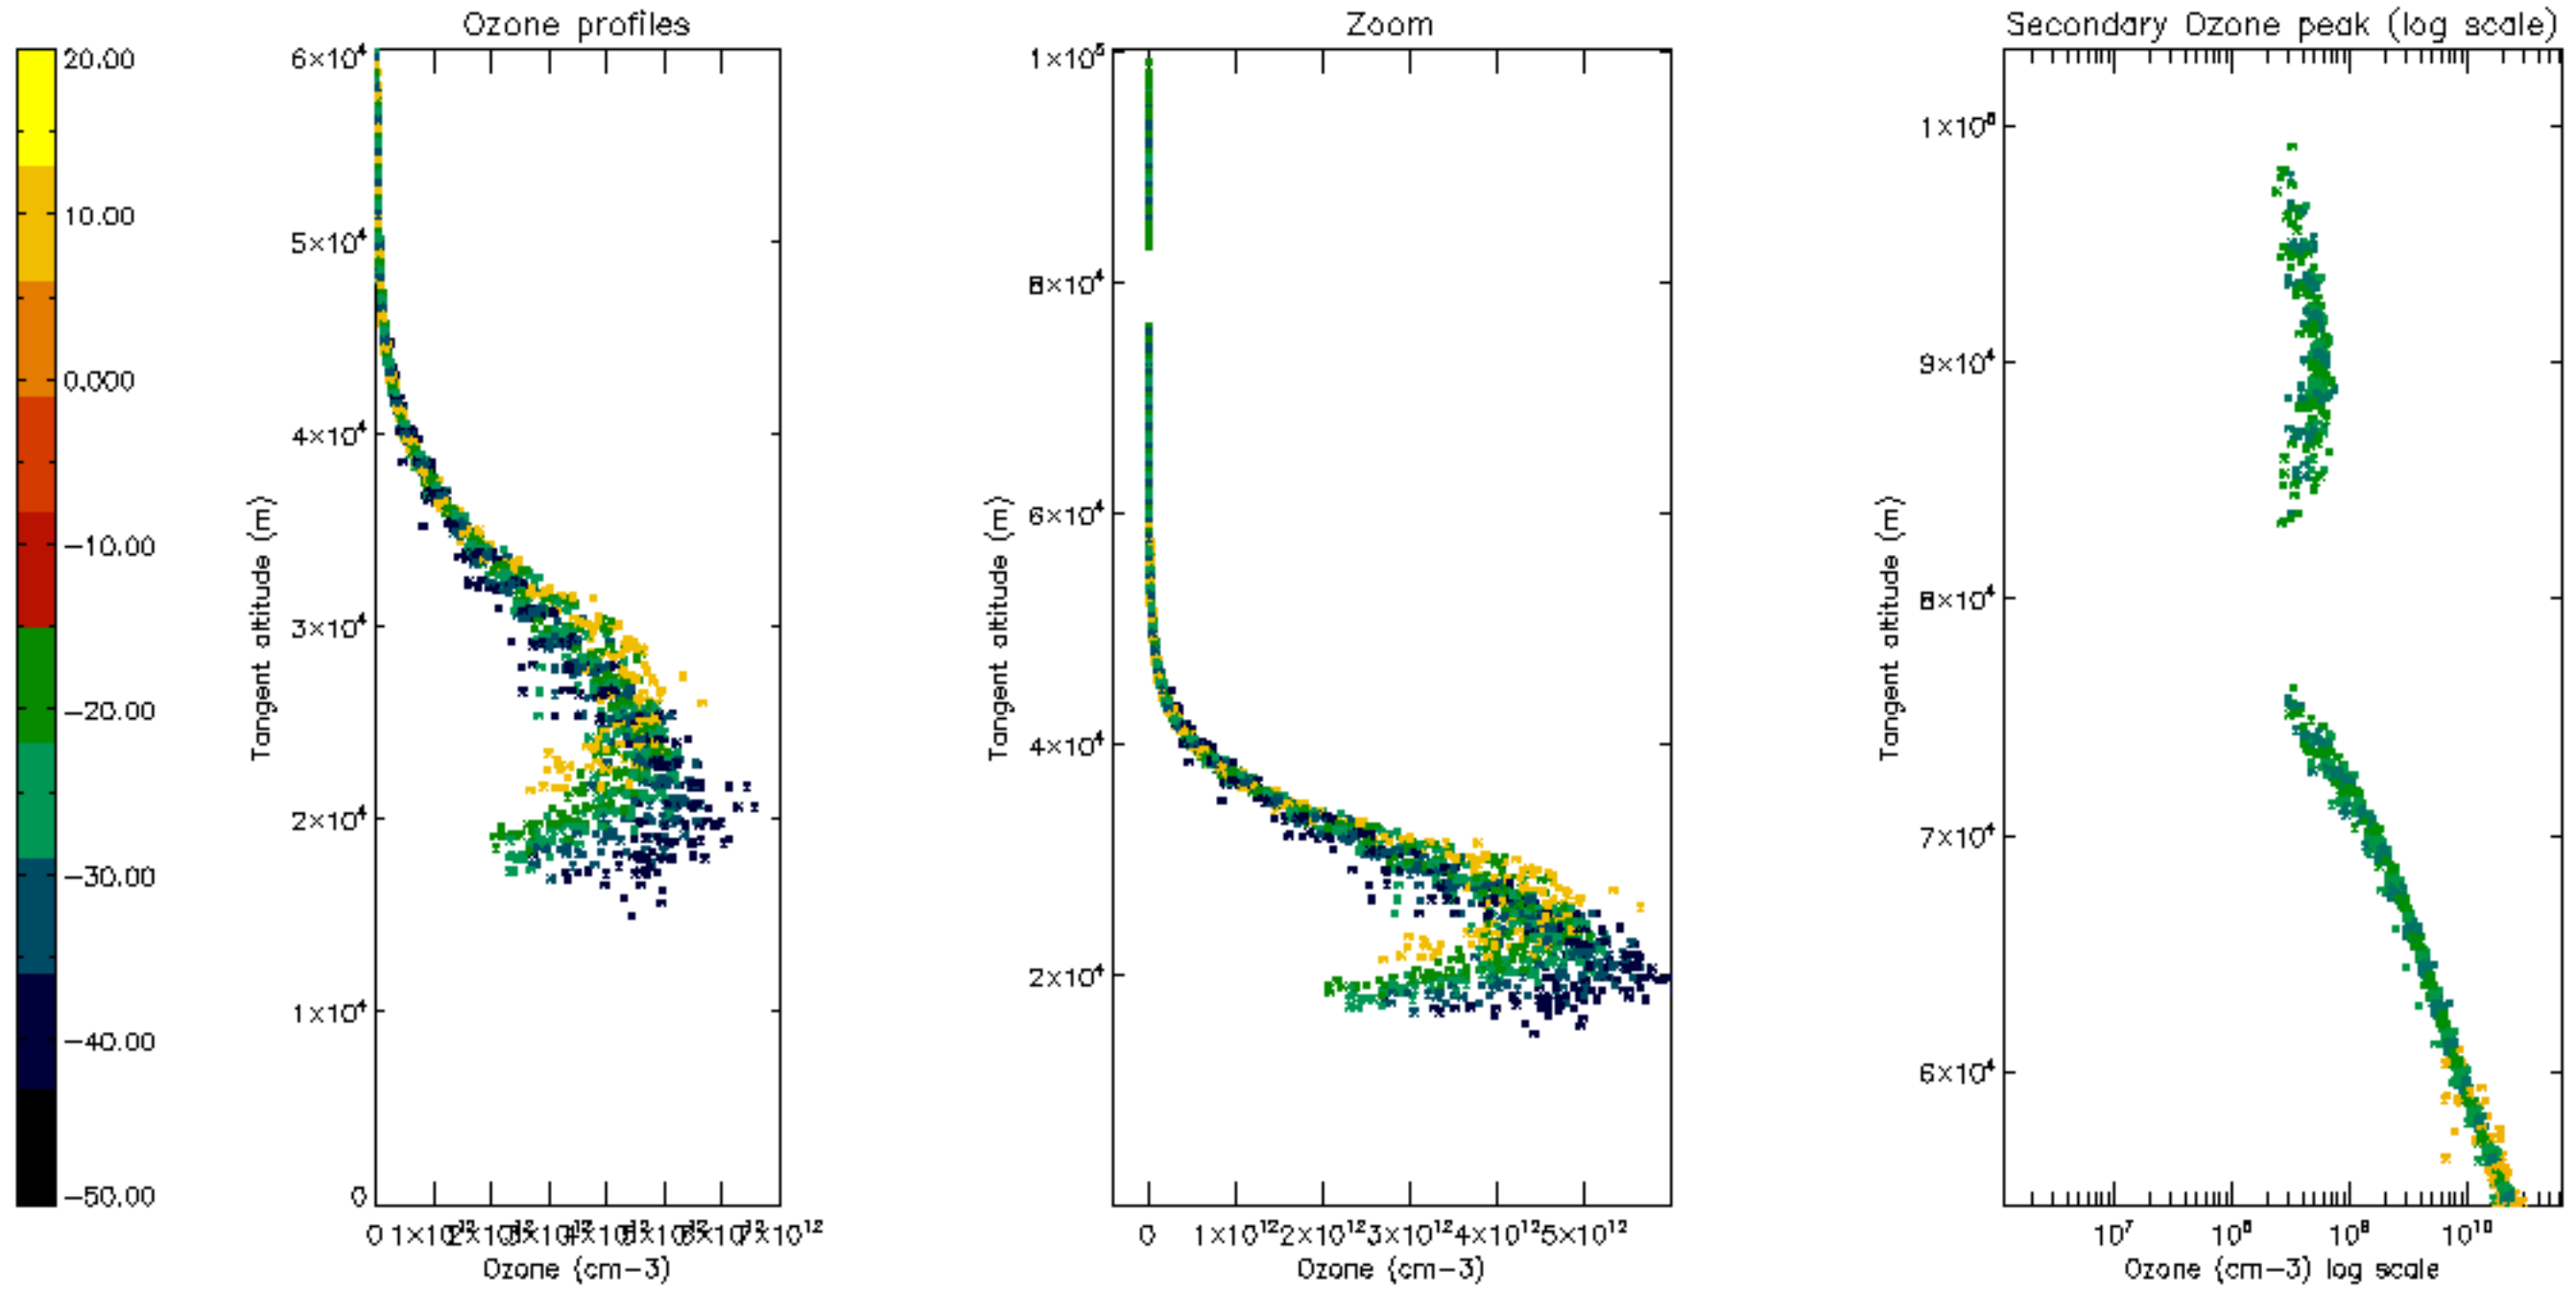 Ozone profiles
Zoom
Secondary Ozone peak (log scale)
20.00
10.00
0.000
−10.00
−20.00
−30.00
−40.00
−50.00
6×10⁴
5×10⁴
4×10⁴
3×10⁴
2×10⁴
1×10⁴
0
Tangent altitude (m)
0
7×10¹²
Ozone (cm−3)
1×10⁵
8×10⁴
6×10⁴
4×10⁴
2×10⁴
Tangent altitude (m)
0 1×10¹² 2×10¹² 3×10¹² 4×10¹² 5×10¹²
Ozone (cm−3)
1×10⁵
9×10⁴
8×10⁴
7×10⁴
6×10⁴
Tangent altitude (m)
10⁷ 10⁸ 10⁹ 10¹⁰
Ozone (cm−3) log scale